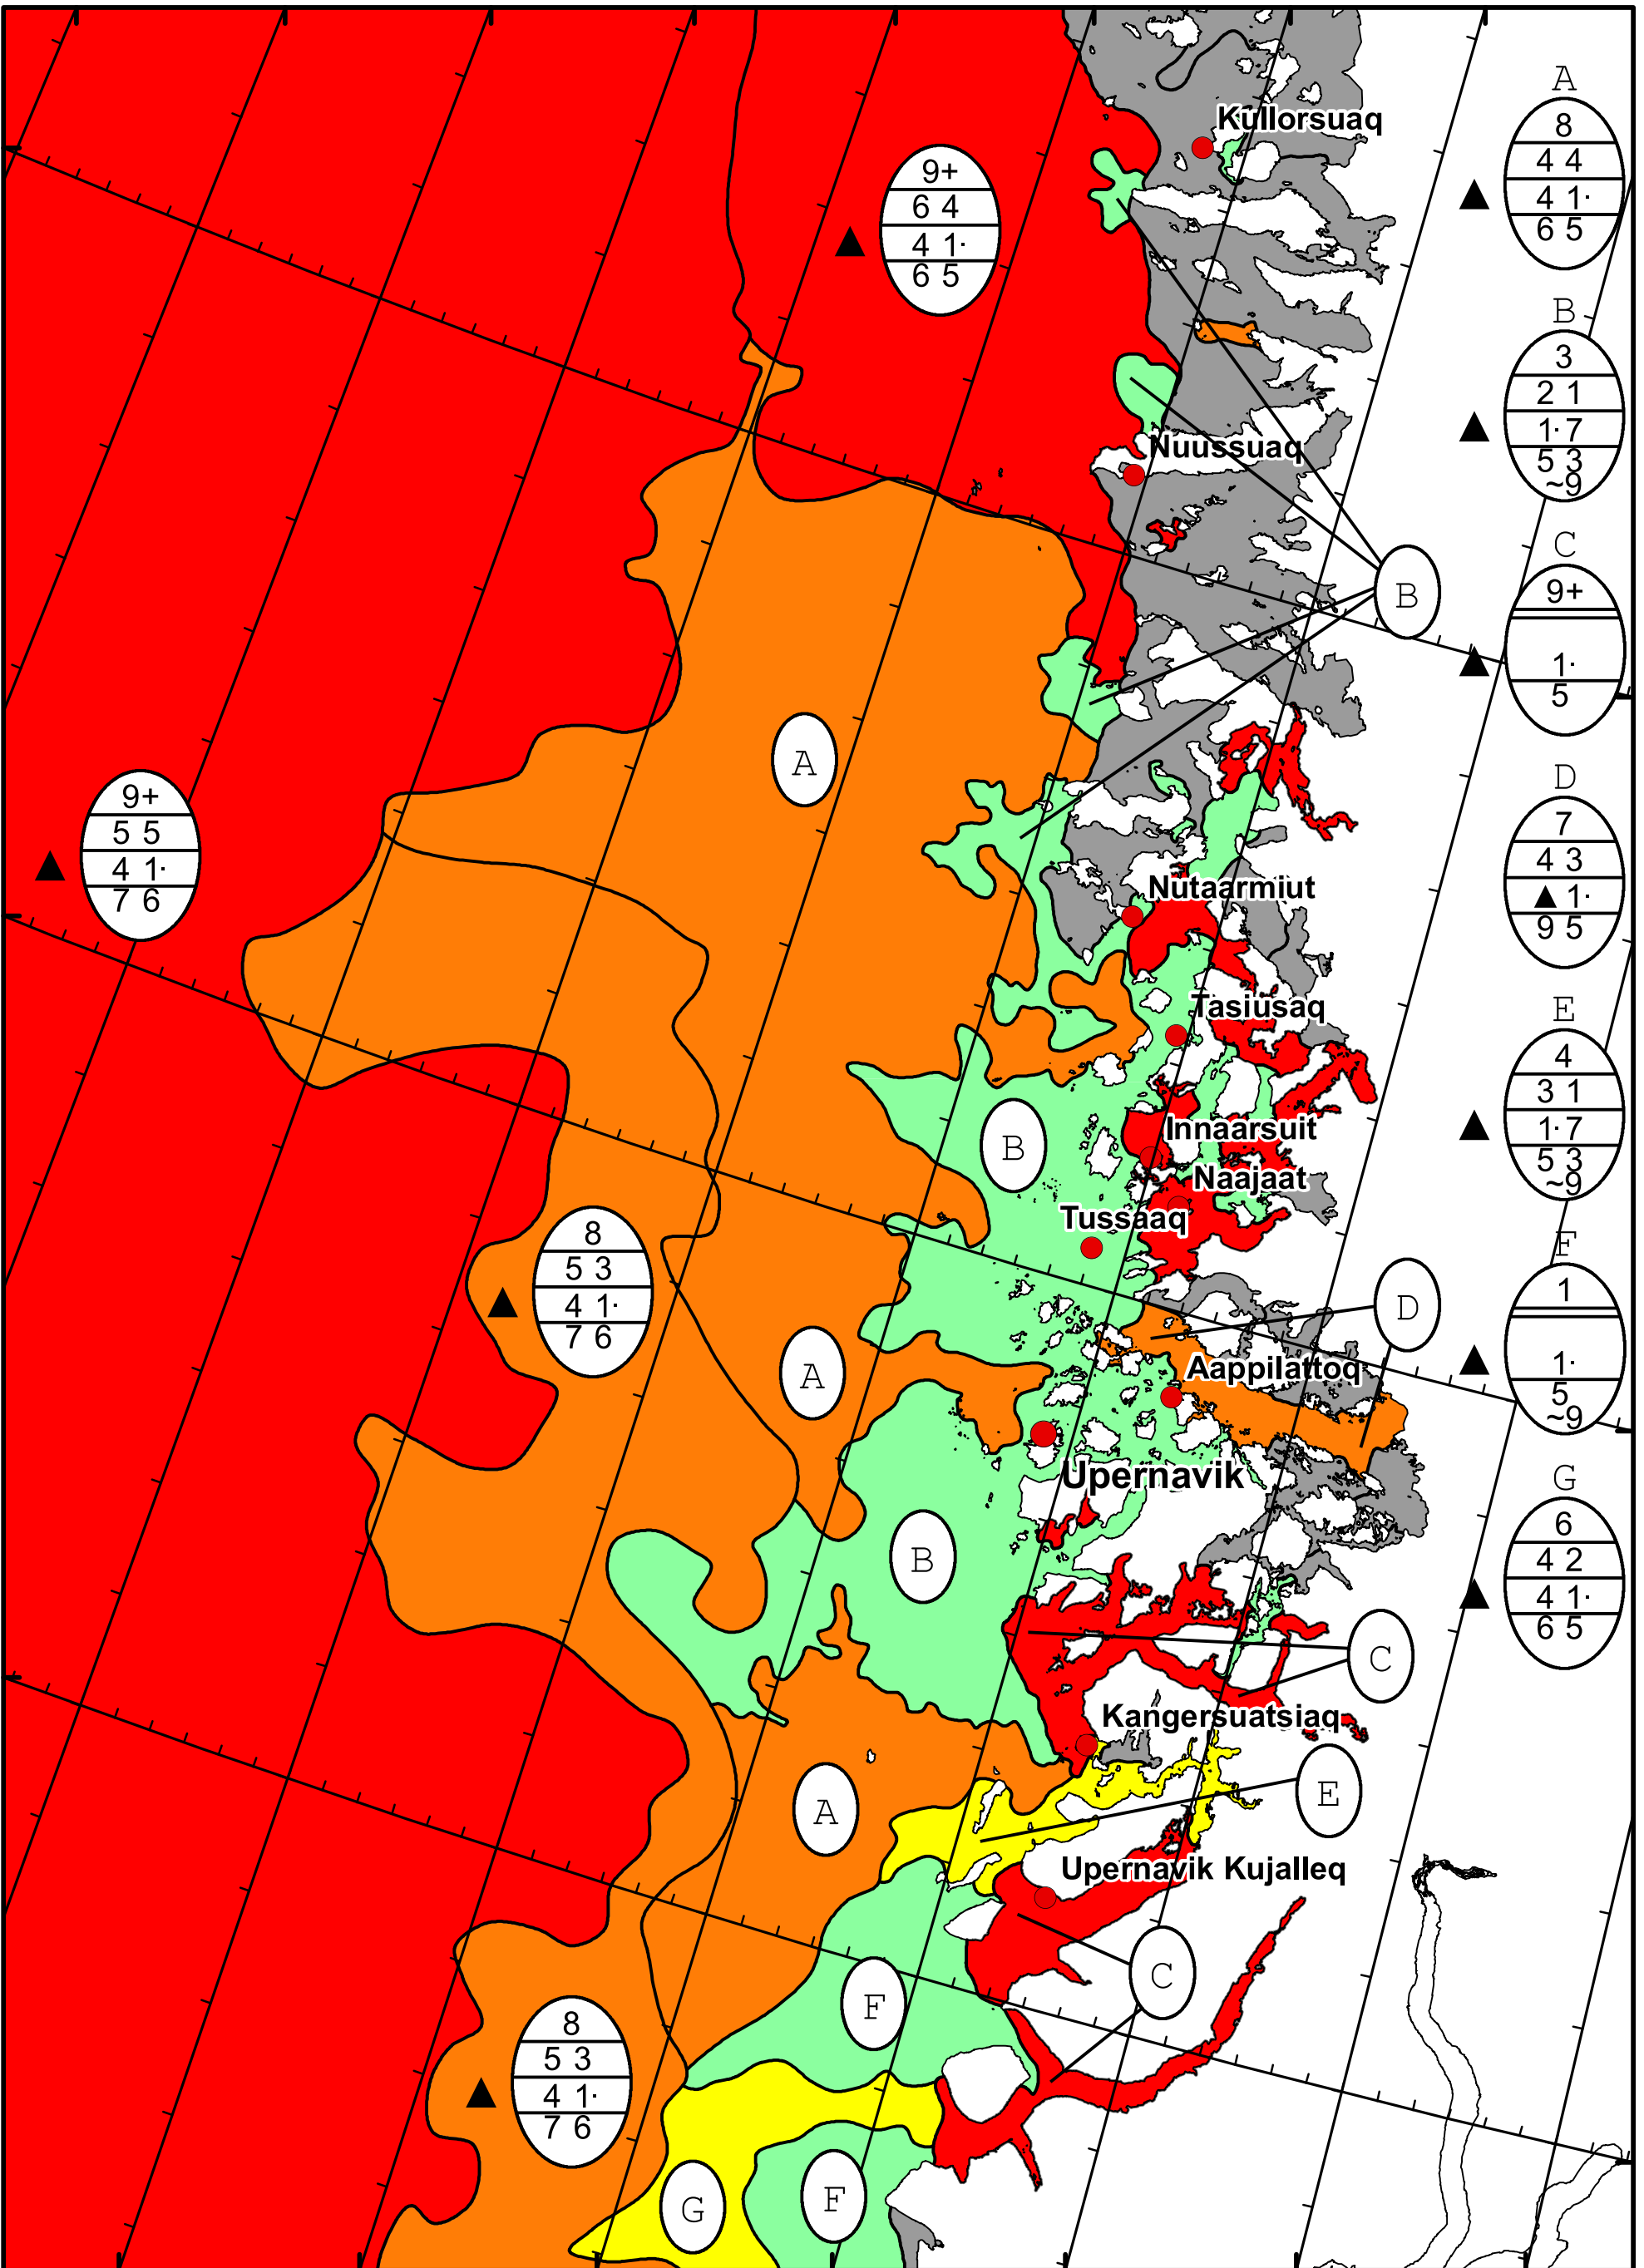 Kullorsuaq
9+
6 4
4 1·
6 5
A
8
4 4
4 1·
6 5
B
3
2 1
1· 7
5 3
~9
Nuussuaq
C
9+
1·
5
B
A
9+
5 5
4 1·
7 6
D
7
4 3
▲ 1·
9 5
Nutaarmiut
Tasiusaq
E
4
3 1
1· 7
5 3
~9
B
Innaarsuit
Naajaat
Tussaaq
8
5 3
4 1·
7 6
F
1
1·
5
~9
D
A
Aappilattoq
Upernavik
G
6
4 2
4 1·
6 5
B
C
Kangersuatsiaq
E
A
Upernavik Kujalleq
C
F
8
5 3
4 1·
7 6
G
F